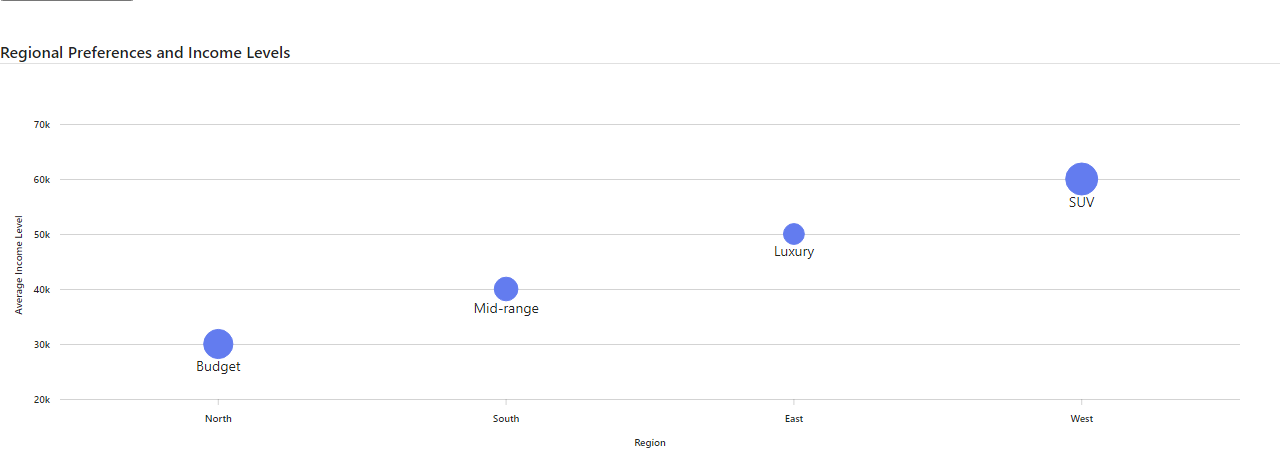 Regional Preferences and Income Levels
70k
60k
50k
40k
30k
20k
Average Income Level
SUV
Luxury
Mid-range
Budget
North
South
East
West
Region